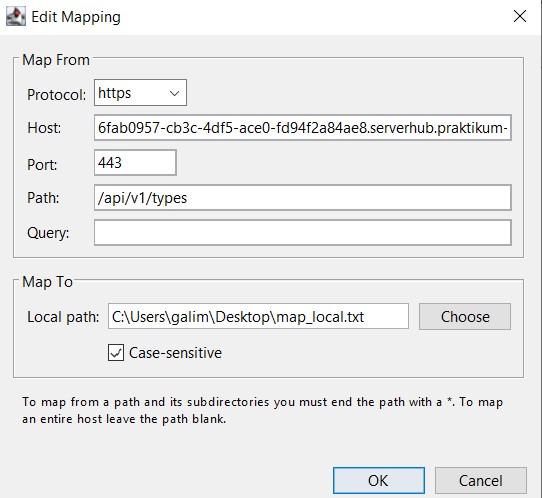 Edit Mapping
Map From
Protocol: https
Host: 6fab0957-cb3c-4df5-ace0-fd94f2a84ae8.serverhub.praktikum-
Port: 443
Path: /api/v1/types
Query:
Map To
Local path: C:\Users\galim\Desktop\map_local.txt Choose
Case-sensitive
To map from a path and its subdirectories you must end the path with a *. To map
an entire host leave the path blank.
OK Cancel